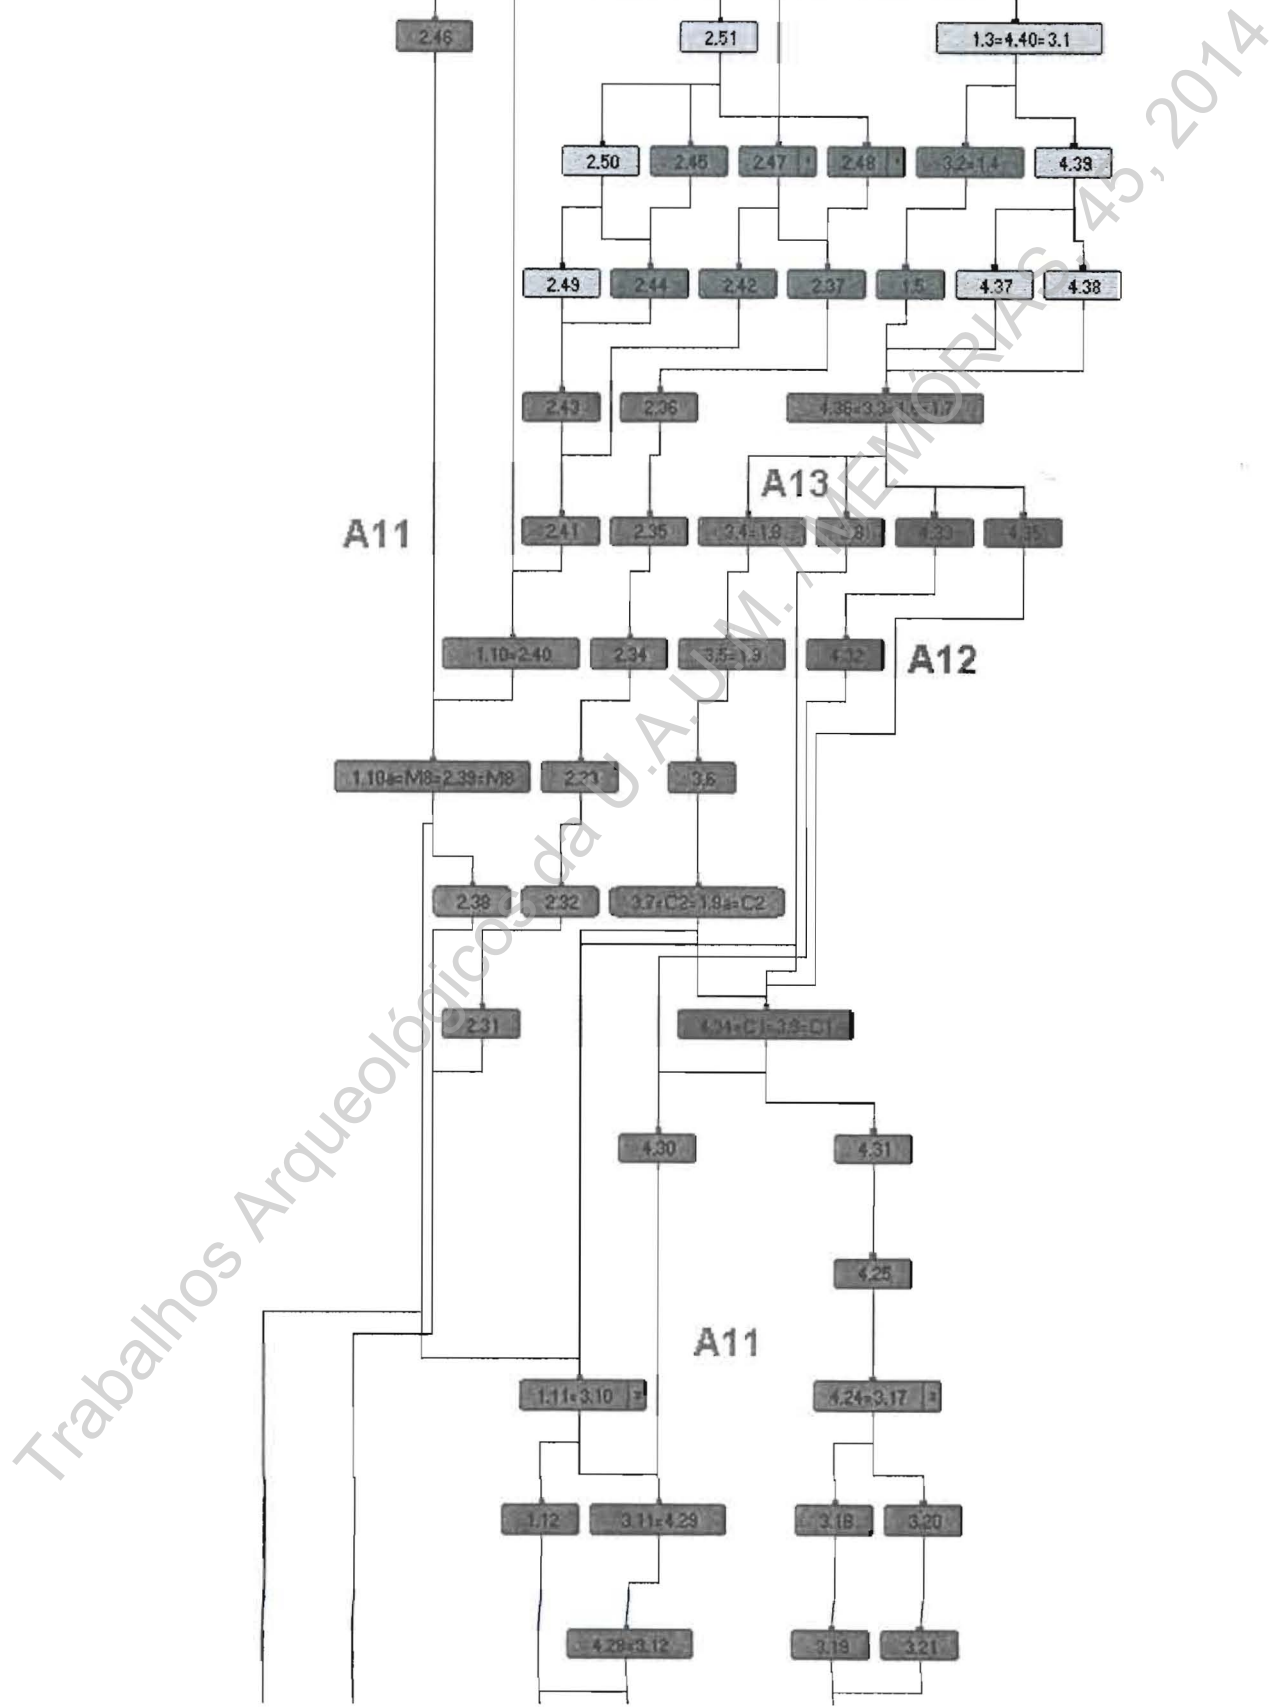 2.46 2.51 1.3=4.40=3.1
2.50 2.45 2.47 2.48 3.2=1.4 4.39
2.49 2.44 2.42 2.37 1.5 4.37 4.38
2.43 2.36
A13
A11
2.41 2.35 3.4=1.8 4.33 4.35
1.10=2.40 2.34 3.5=1.9 4.32
A12
1.10a=M8=2.39=M8 2.33 3.6
2.38 2.32 3.7=C2=1.9a=C2
2.31
4.30 4.31
4.25
A11
1.11=3.10 4.24=3.17
1.12 3.11=4.29 3.18 3.20
4.28=3.12 3.19 3.21
Trabalhos Arqueológicos da U.A.U.M. / MEMÓRIAS, 45, 2014